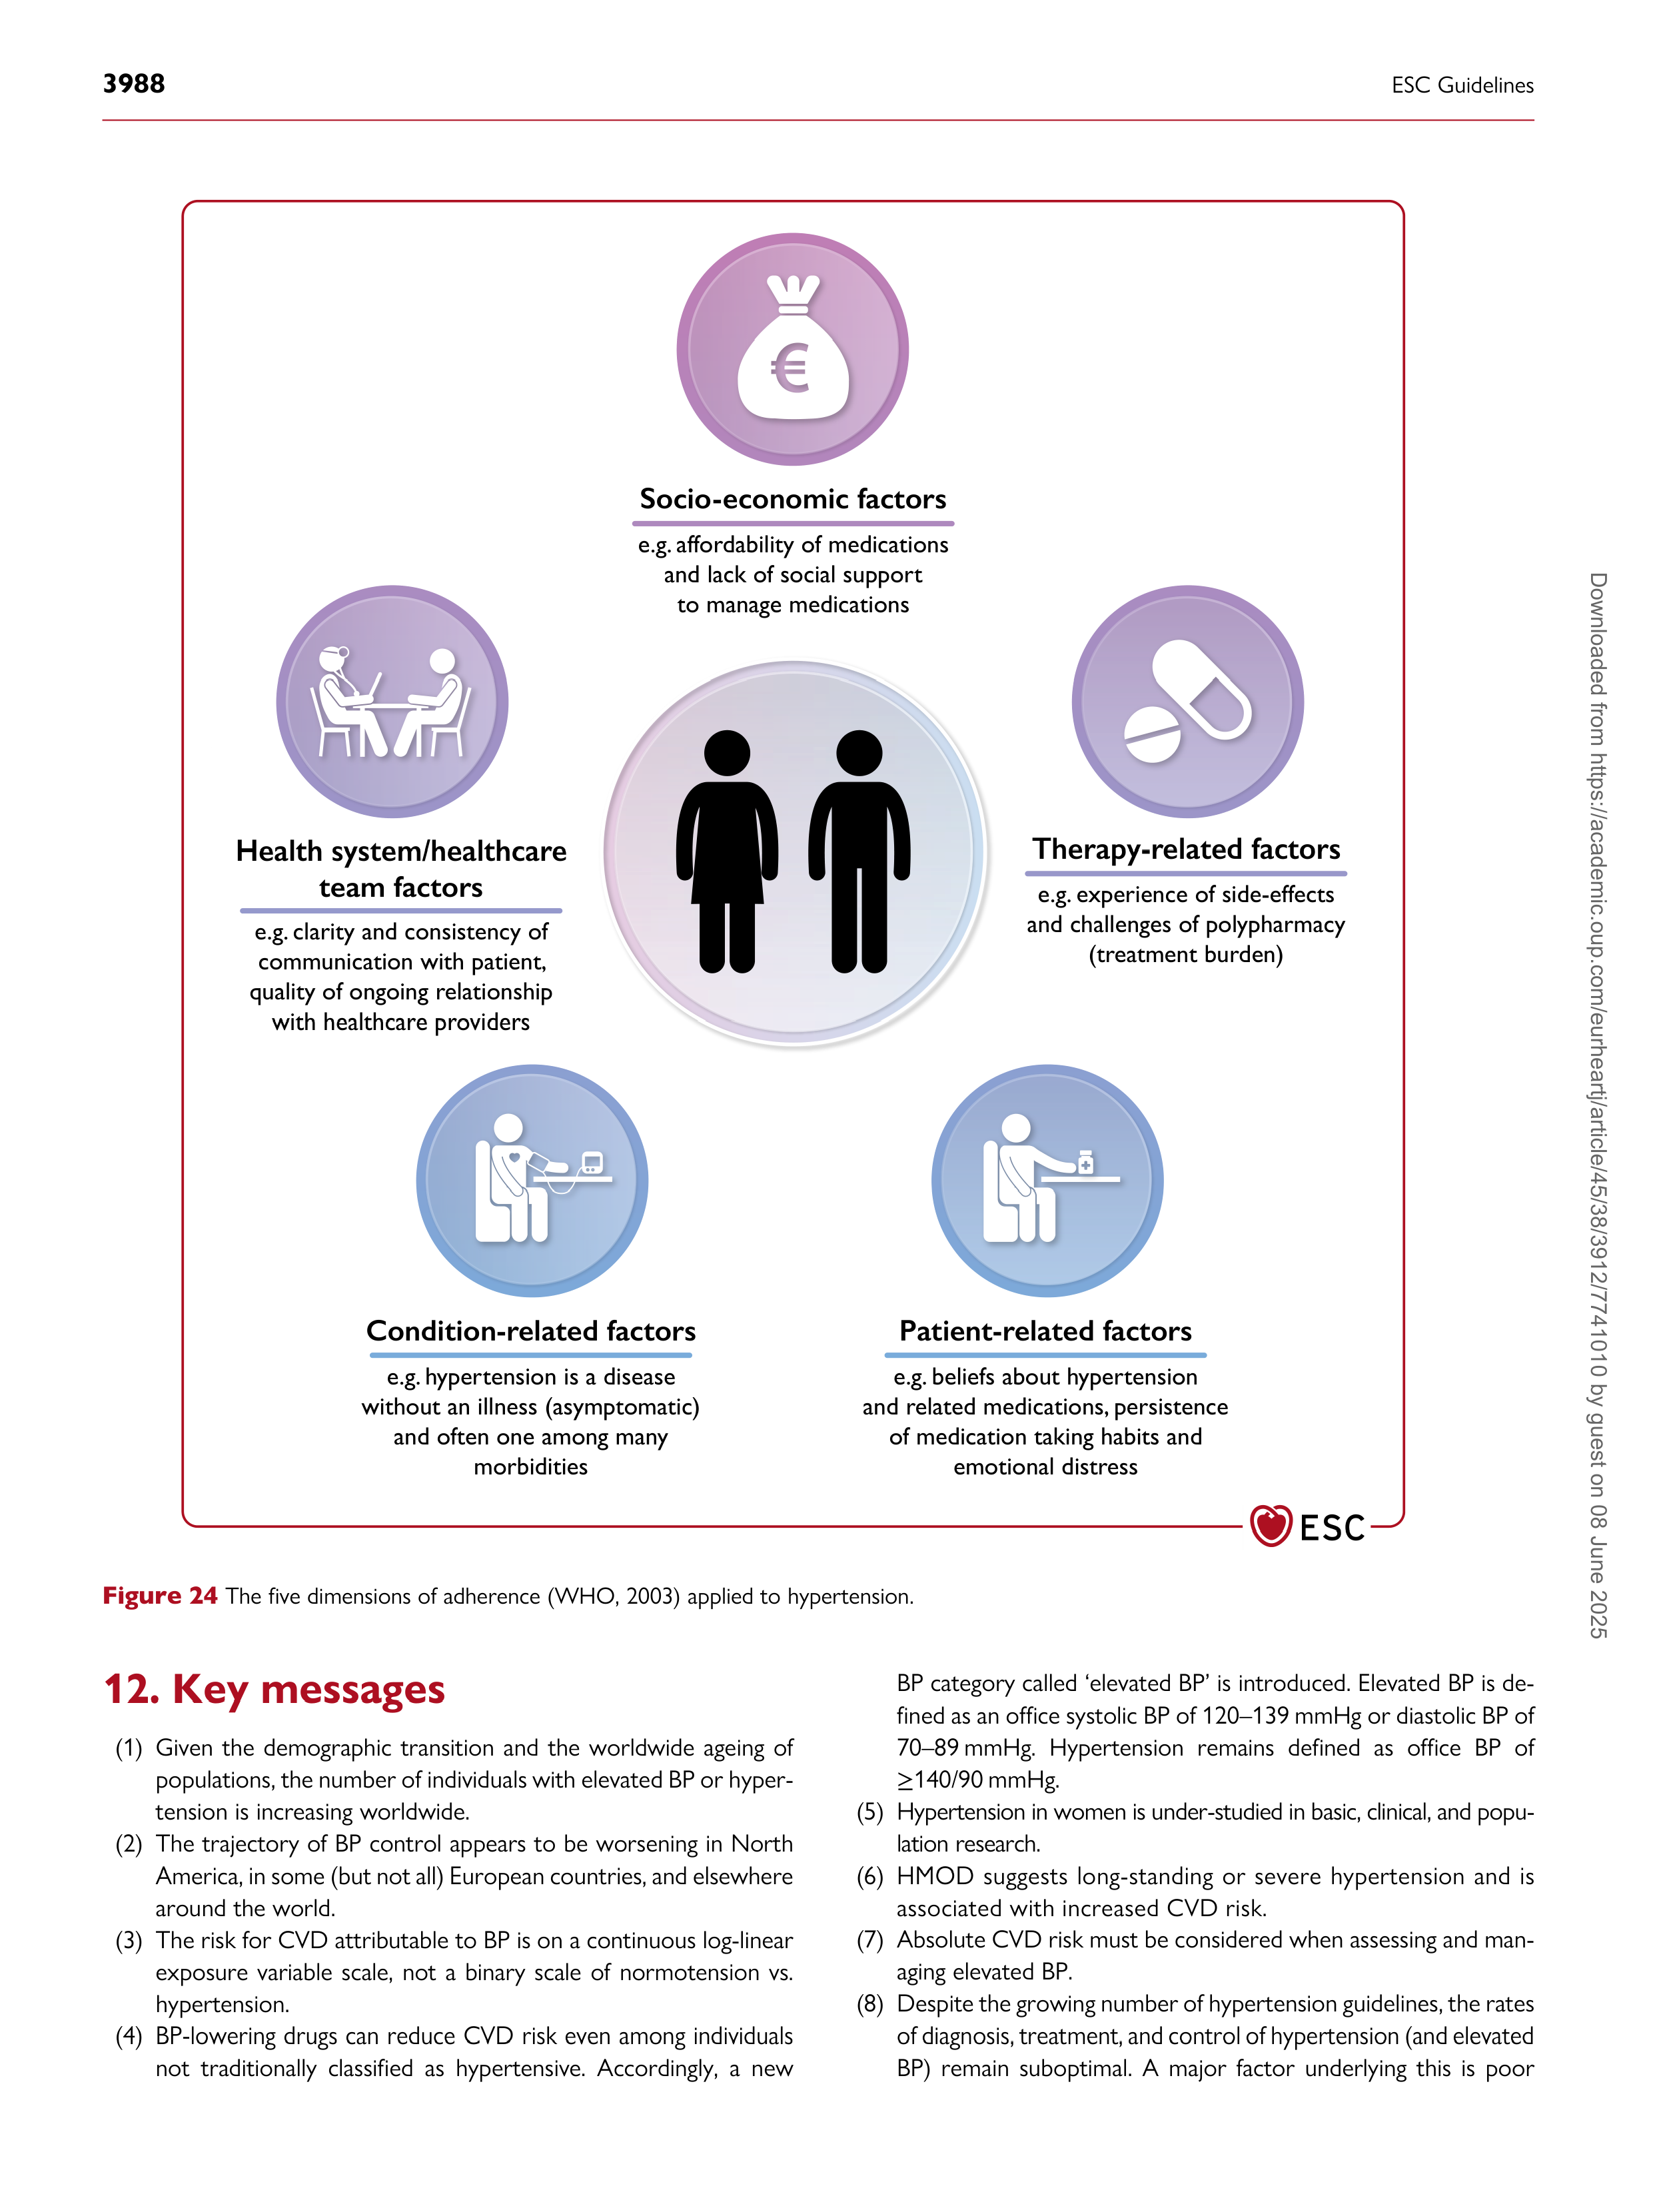 3988
ESC Guidelines
€
Socio-economic factors
e.g. affordability of medications
and lack of social support
to manage medications
Health system/healthcare
team factors
e.g. clarity and consistency of
communication with patient,
quality of ongoing relationship
with healthcare providers
Therapy-related factors
e.g. experience of side-effects
and challenges of polypharmacy
(treatment burden)
Condition-related factors
e.g. hypertension is a disease
without an illness (asymptomatic)
and often one among many
morbidities
Patient-related factors
e.g. beliefs about hypertension
and related medications, persistence
of medication taking habits and
emotional distress
ESC
Figure 24 The five dimensions of adherence (WHO, 2003) applied to hypertension.
12. Key messages
(1) Given the demographic transition and the worldwide ageing of
populations, the number of individuals with elevated BP or hyper-
tension is increasing worldwide.
(2) The trajectory of BP control appears to be worsening in North
America, in some (but not all) European countries, and elsewhere
around the world.
(3) The risk for CVD attributable to BP is on a continuous log-linear
exposure variable scale, not a binary scale of normotension vs.
hypertension.
(4) BP-lowering drugs can reduce CVD risk even among individuals
not traditionally classified as hypertensive. Accordingly, a new
BP category called ‘elevated BP’ is introduced. Elevated BP is de-
fined as an office systolic BP of 120–139 mmHg or diastolic BP of
70–89 mmHg. Hypertension remains defined as office BP of
≥140/90 mmHg.
(5) Hypertension in women is under-studied in basic, clinical, and popu-
lation research.
(6) HMOD suggests long-standing or severe hypertension and is
associated with increased CVD risk.
(7) Absolute CVD risk must be considered when assessing and man-
aging elevated BP.
(8) Despite the growing number of hypertension guidelines, the rates
of diagnosis, treatment, and control of hypertension (and elevated
BP) remain suboptimal. A major factor underlying this is poor
Downloaded from https://academic.oup.com/eurheartj/article/45/38/3912/7741010 by guest on 08 June 2025